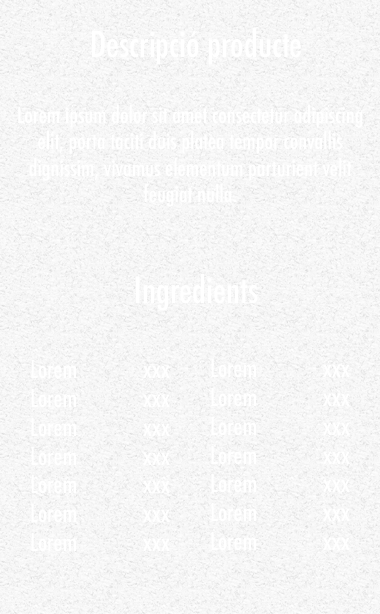 Descripció producte
Lorem ipsum dolor sit amet consectetur adipiscing
elit, porta taciti duis platea tempor convallis
dignissim, vivamus elementum parturient velit
feugiat nulla.
Ingredients
Lorem xxx Lorem xxx
Lorem xxx Lorem xxx
Lorem xxx Lorem xxx
Lorem xxx Lorem xxx
Lorem xxx Lorem xxx
Lorem xxx Lorem xxx
Lorem xxx Lorem xxx